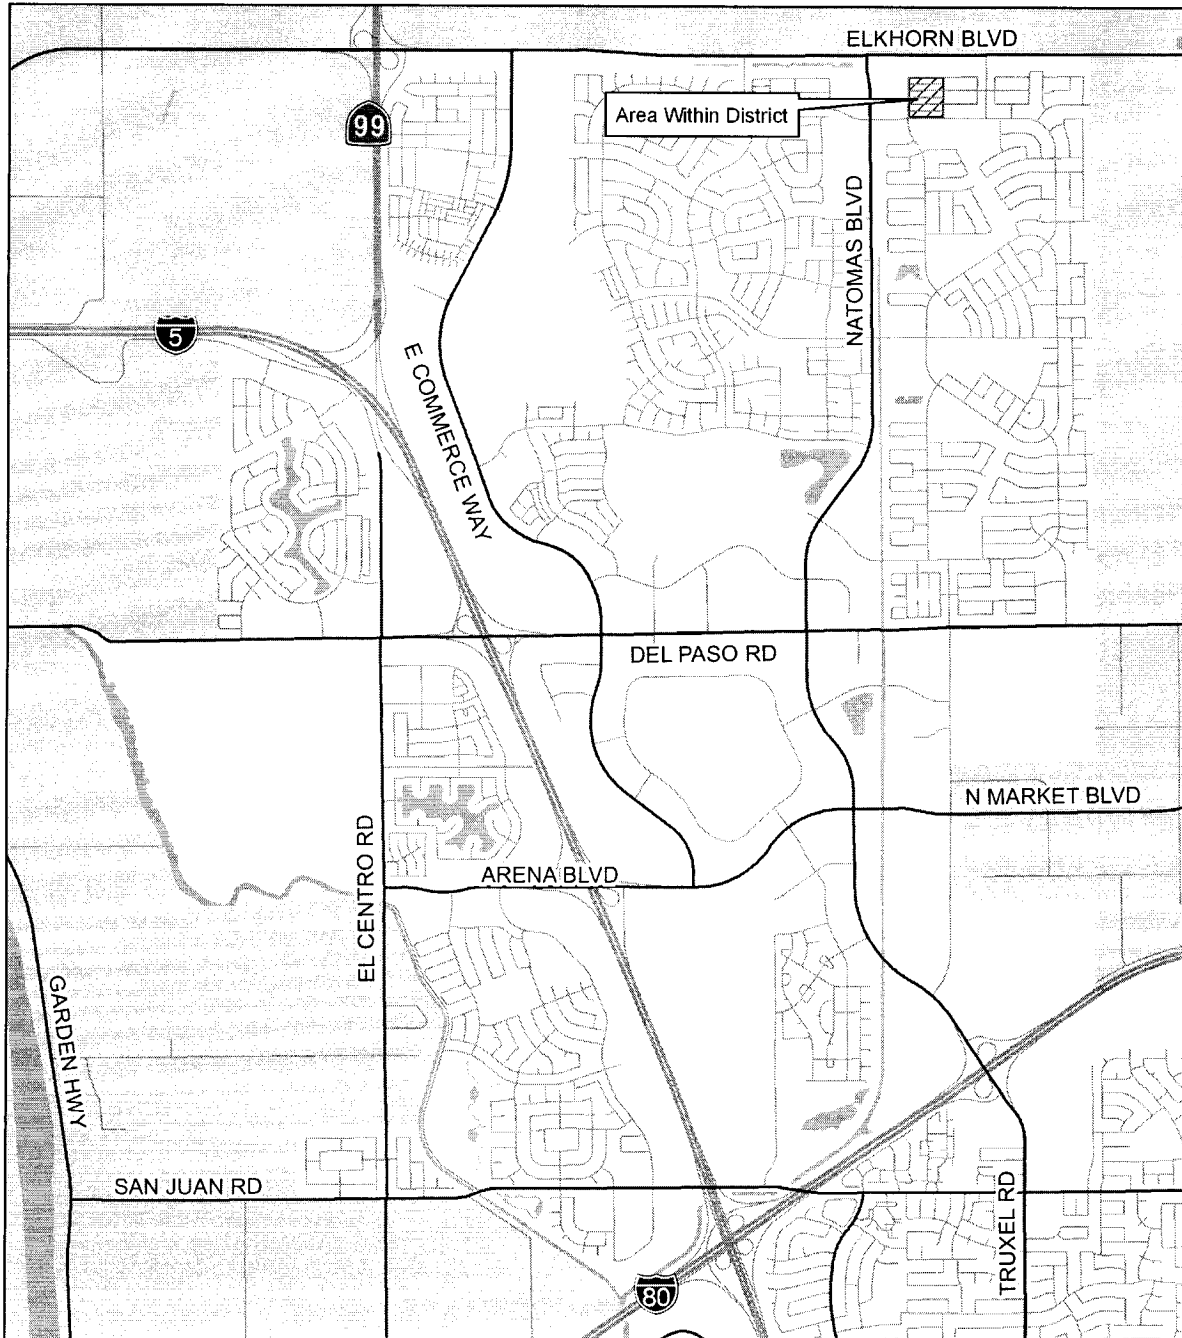 ELKHORN BLVD
Area Within District
99
NATOMAS BLVD
5
E COMMERCE WAY
DEL PASO RD
N MARKET BLVD
EL CENTRO RD
ARENA BLVD
GARDEN HWY
SAN JUAN RD
TRUXEL RD
80